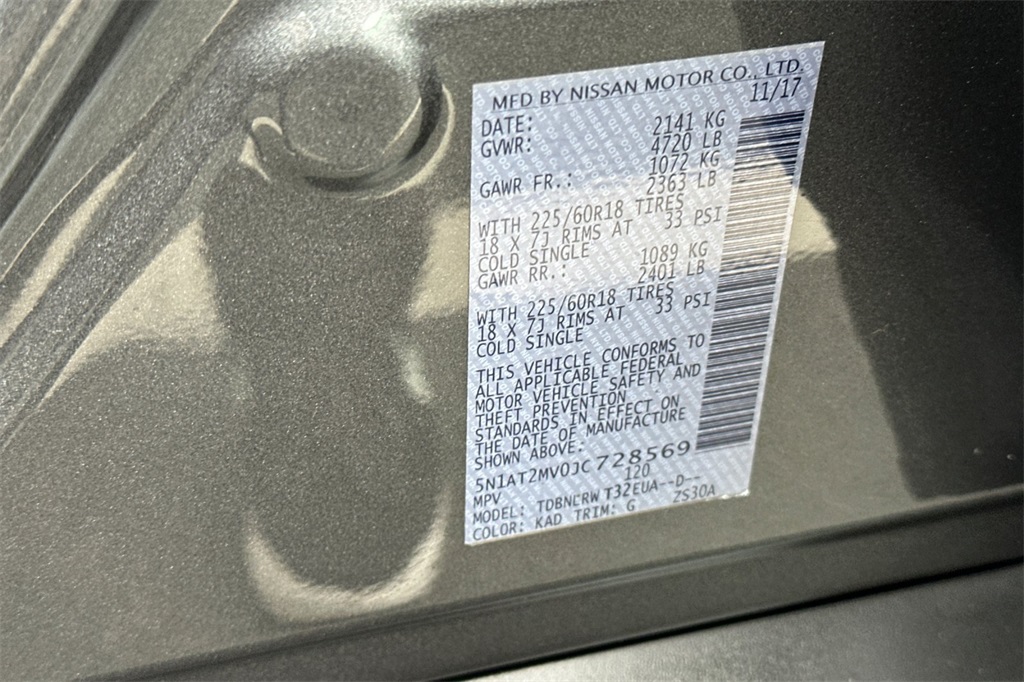 MFD BY NISSAN MOTOR CO., LTD.
DATE: 11/17
GVWR: 2141 KG
4720 LB
GAWR FR.: 1072 KG
2363 LB
WITH 225/60R18 TIRES
18 X 7J RIMS AT 33 PSI
COLD SINGLE
GAWR RR.: 1089 KG
2401 LB
WITH 225/60R18 TIRES
18 X 7J RIMS AT 33 PSI
COLD SINGLE
THIS VEHICLE CONFORMS TO
ALL APPLICABLE FEDERAL
MOTOR VEHICLE SAFETY AND
THEFT PREVENTION
STANDARDS IN EFFECT ON
THE DATE OF MANUFACTURE
SHOWN ABOVE:
5N1AT2MV0JC728569
MPV 120
MODEL: T32EUA--D--
COLOR: KAD TRIM: G ZS30A